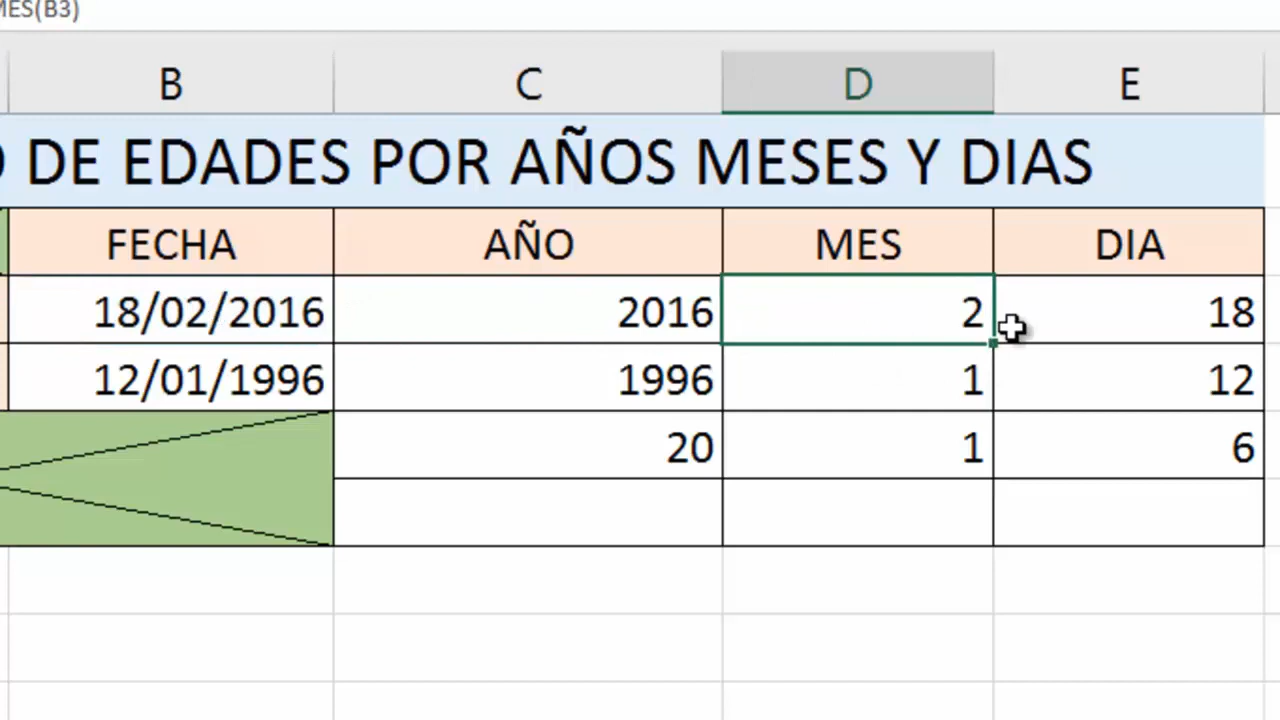 MES(B3)
B C D E
DE EDADES POR AÑOS MESES Y DIAS
FECHA AÑO MES DIA
18/02/2016 2016 2 18
12/01/1996 1996 1 12
20 1 6